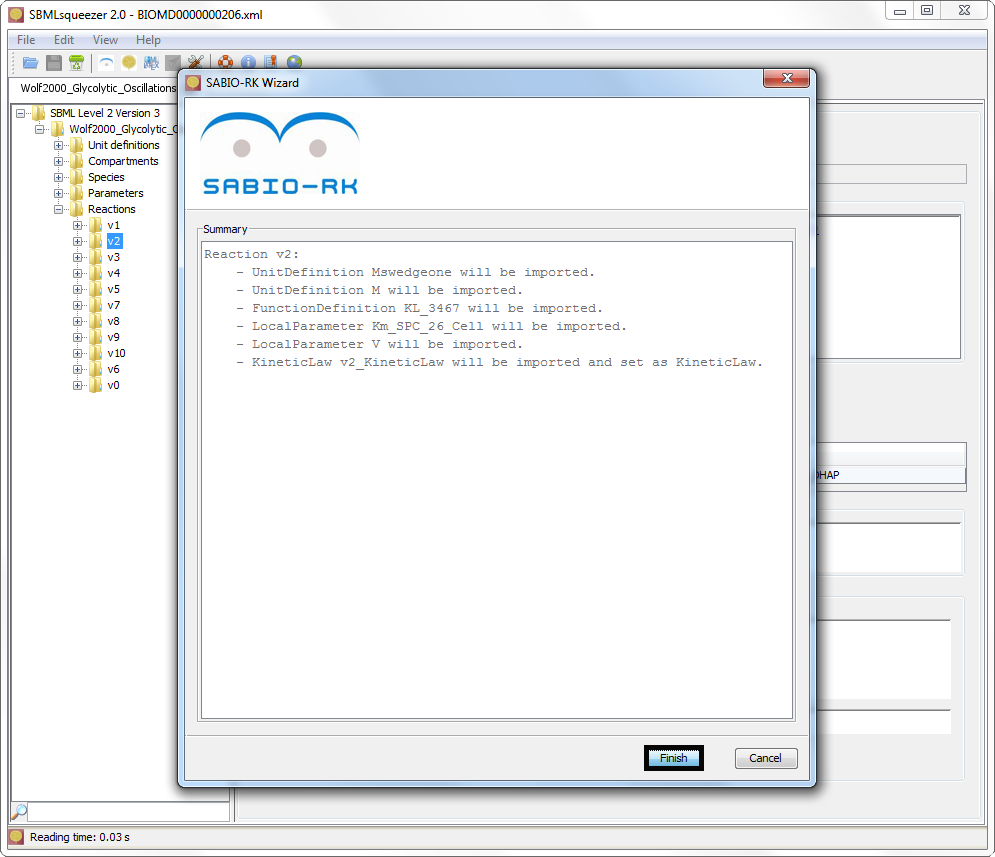 SBMLsqueezer 2.0 - BIOMD0000000206.xml
File Edit View Help
Wolf2000_Glycolytic_Oscillations
SBML Level 2 Version 3
Wolf2000_Glycolytic_
Unit definitions
Compartments
Species
Parameters
Reactions
v1
v2
v3
v4
v5
v7
v8
v9
v10
v6
v0
SABIO-RK Wizard
SABIO-RK
Summary
Reaction v2:
- UnitDefinition Mswedgeone will be imported.
- UnitDefinition M will be imported.
- FunctionDefinition KL_3467 will be imported.
- LocalParameter Km_SPC_26_Cell will be imported.
- LocalParameter V will be imported.
- KineticLaw v2_KineticLaw will be imported and set as KineticLaw.
Finish Cancel
DHAP
Reading time: 0.03 s